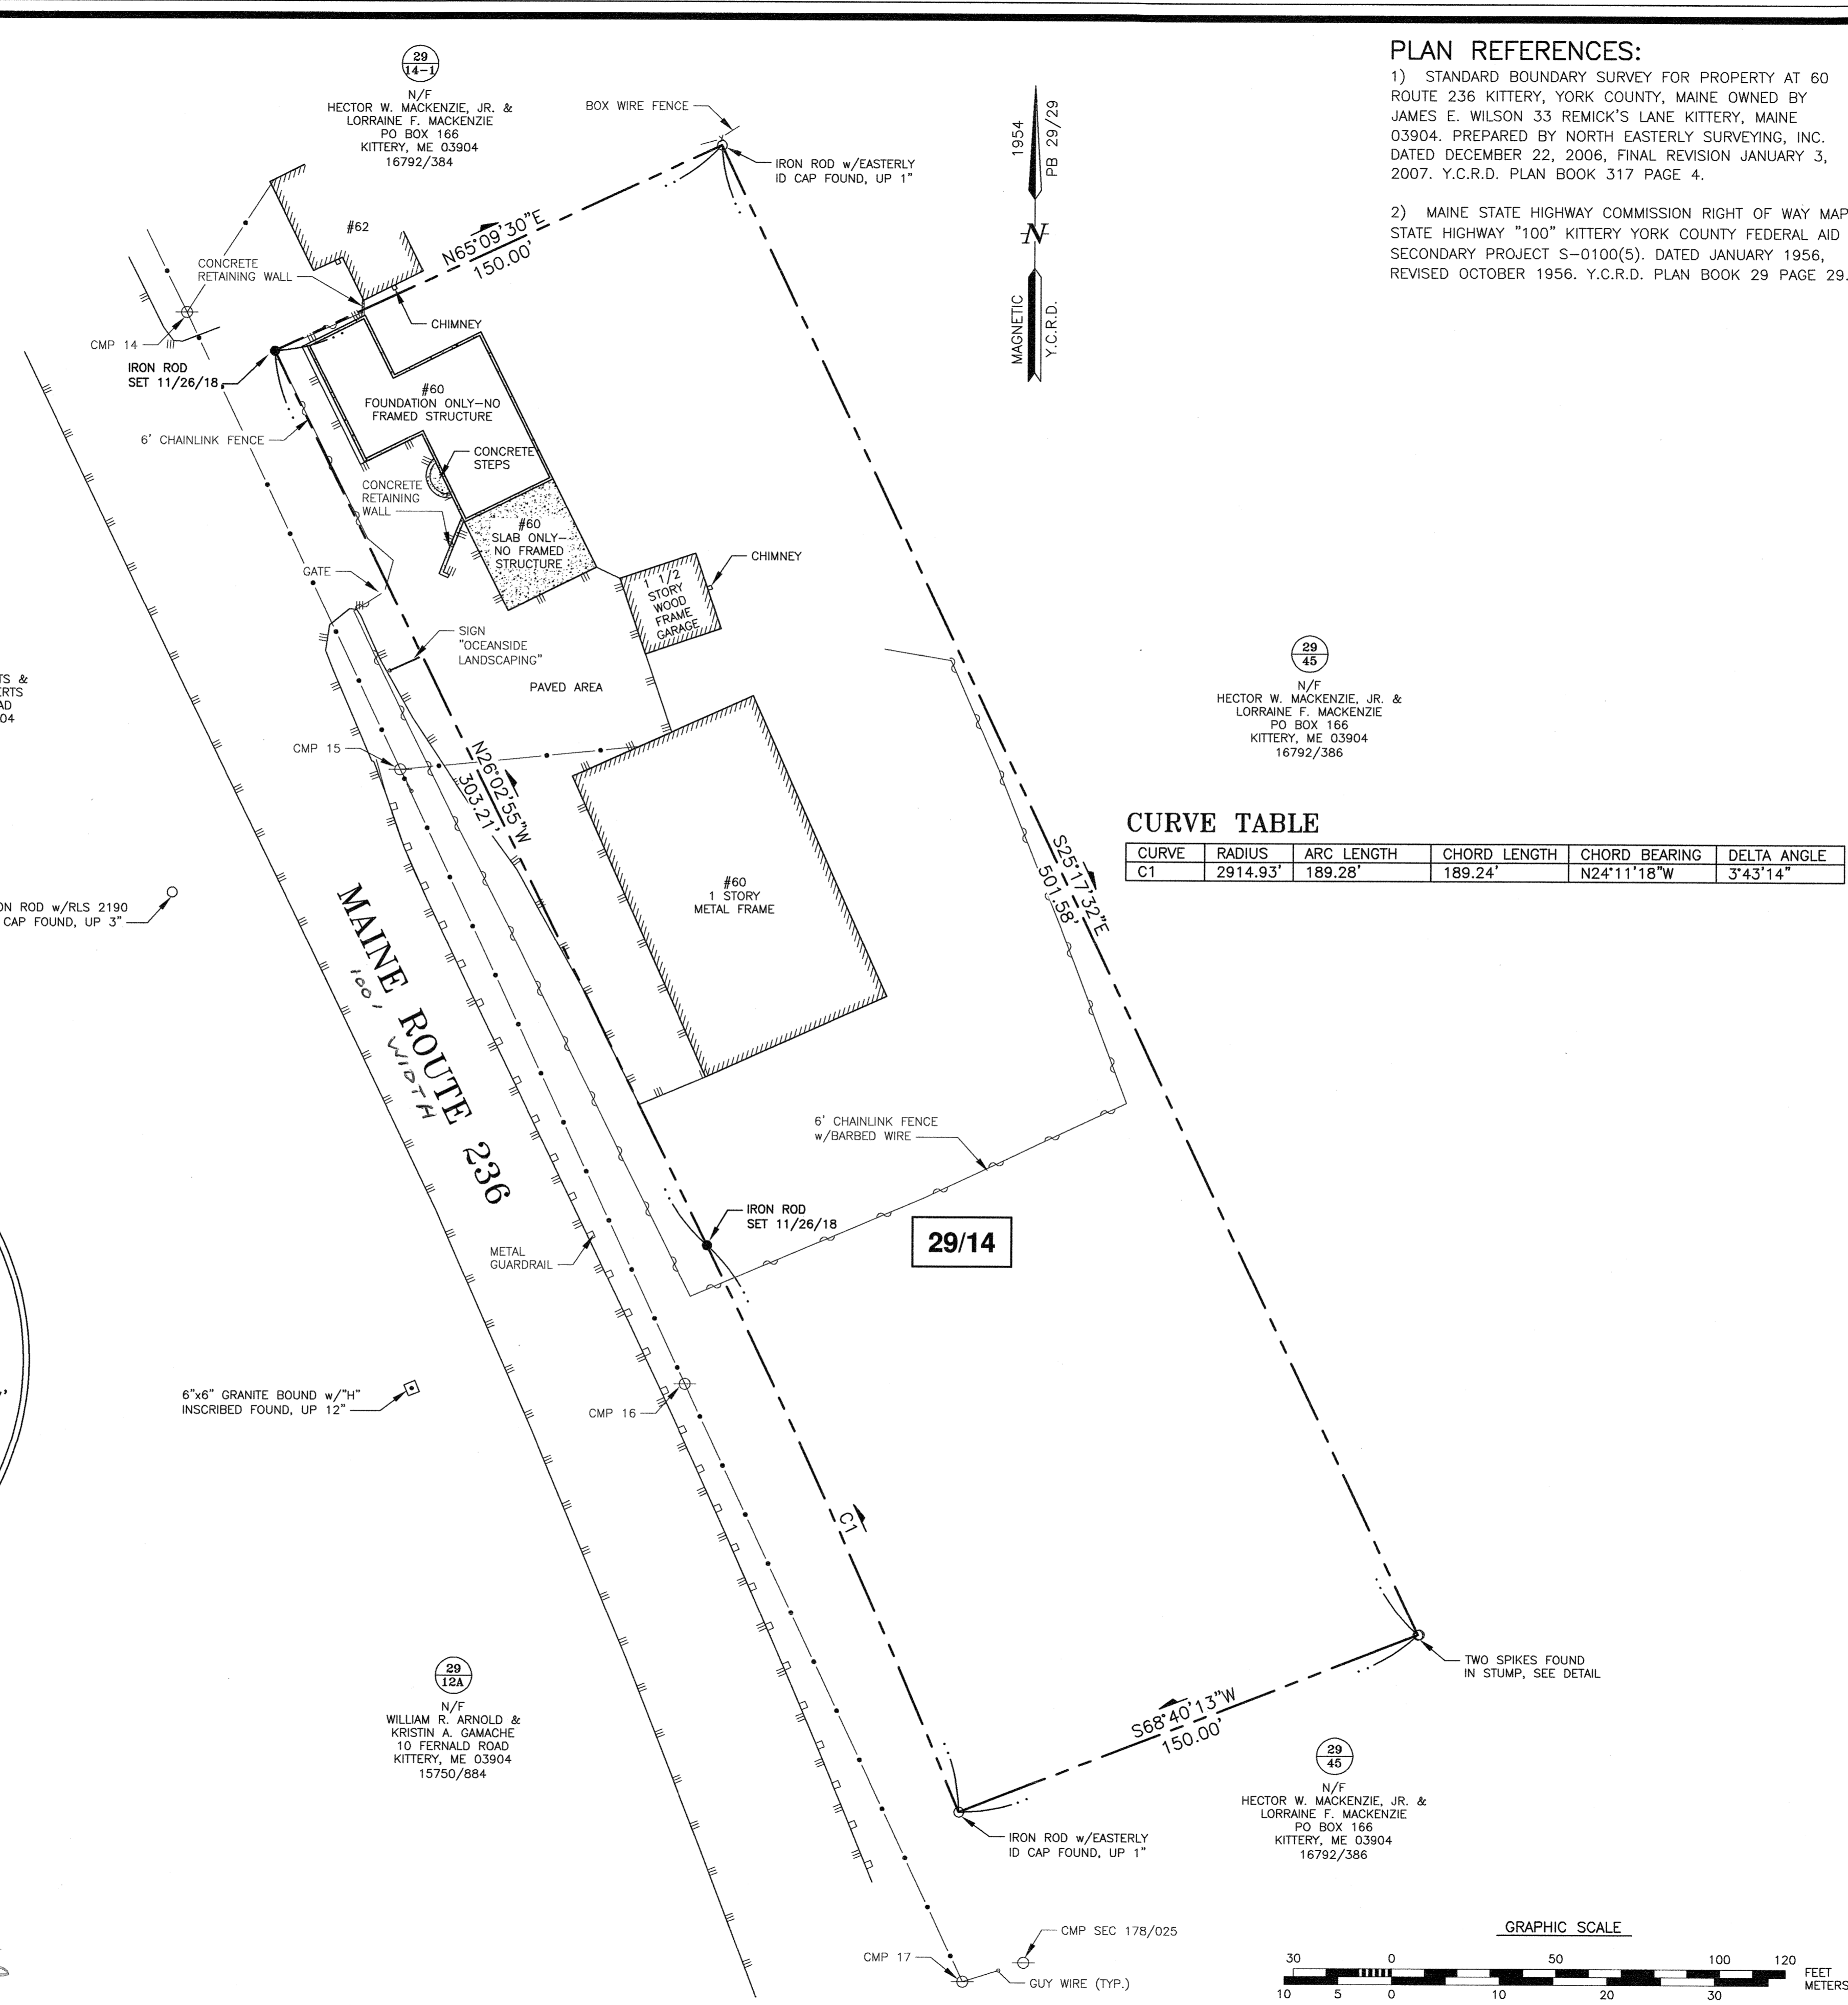 PLAN REFERENCES:
1) STANDARD BOUNDARY SURVEY FOR PROPERTY AT 60
ROUTE 236 KITTERY, YORK COUNTY, MAINE OWNED BY
JAMES E. WILSON 33 REMICK'S LANE KITTERY, MAINE
03904. PREPARED BY NORTH EASTERLY SURVEYING, INC.
DATED DECEMBER 22, 2006, FINAL REVISION JANUARY 3,
2007. Y.C.R.D. PLAN BOOK 317 PAGE 4.
2) MAINE STATE HIGHWAY COMMISSION RIGHT OF WAY MAP
STATE HIGHWAY "100" KITTERY YORK COUNTY FEDERAL AID
SECONDARY PROJECT S-0100(5). DATED JANUARY 1956,
REVISED OCTOBER 1956. Y.C.R.D. PLAN BOOK 29 PAGE 29.
29
14-1
N/F
HECTOR W. MACKENZIE, JR. &
LORRAINE F. MACKENZIE
PO BOX 166
KITTERY, ME 03904
16792/384
BOX WIRE FENCE
IRON ROD w/EASTERLY
ID CAP FOUND, UP 1"
1954
PB 29/29
N
MAGNETIC
Y.C.R.D.
#62
CONCRETE
RETAINING WALL
N65°09'30"E
150.00'
CHIMNEY
CMP 14
IRON ROD
SET 11/26/18
#60
FOUNDATION ONLY-NO
FRAMED STRUCTURE
6' CHAINLINK FENCE
CONCRETE
STEPS
CONCRETE
RETAINING
WALL
#60
SLAB ONLY-
NO FRAMED
STRUCTURE
GATE
CHIMNEY
1 1/2
STORY
WOOD
FRAME
GARAGE
SIGN
"OCEANSIDE
LANDSCAPING"
PAVED AREA
29
45
N/F
HECTOR W. MACKENZIE, JR. &
LORRAINE F. MACKENZIE
PO BOX 166
KITTERY, ME 03904
16792/386
TS &
ERTS
AD
04
CMP 15
N26°02'55"W
303.21'
S25°17'32"E
501.58'
CURVE TABLE
CURVE RADIUS ARC LENGTH CHORD LENGTH CHORD BEARING DELTA ANGLE
C1 2914.93' 189.28' 189.24' N24°11'18"W 3°43'14"
#60
1 STORY
METAL FRAME
ON ROD w/RLS 2190
CAP FOUND, UP 3"
MAINE ROUTE 236
100'
WIDTH
6' CHAINLINK FENCE
w/BARBED WIRE
IRON ROD
SET 11/26/18
29/14
METAL
GUARDRAIL
6"x6" GRANITE BOUND w/"H"
INSCRIBED FOUND, UP 12"
CMP 16
C1
TWO SPIKES FOUND
IN STUMP, SEE DETAIL
29
12A
N/F
WILLIAM R. ARNOLD &
KRISTIN A. GAMACHE
10 FERNALD ROAD
KITTERY, ME 03904
15750/884
S68°40'13"W
150.00'
29
45
N/F
HECTOR W. MACKENZIE, JR. &
LORRAINE F. MACKENZIE
PO BOX 166
KITTERY, ME 03904
16792/386
IRON ROD w/EASTERLY
ID CAP FOUND, UP 1"
CMP SEC 178/025
CMP 17
GUY WIRE (TYP.)
GRAPHIC SCALE
30 0 50 100 120
FEET
METERS
10 5 0 10 20 30